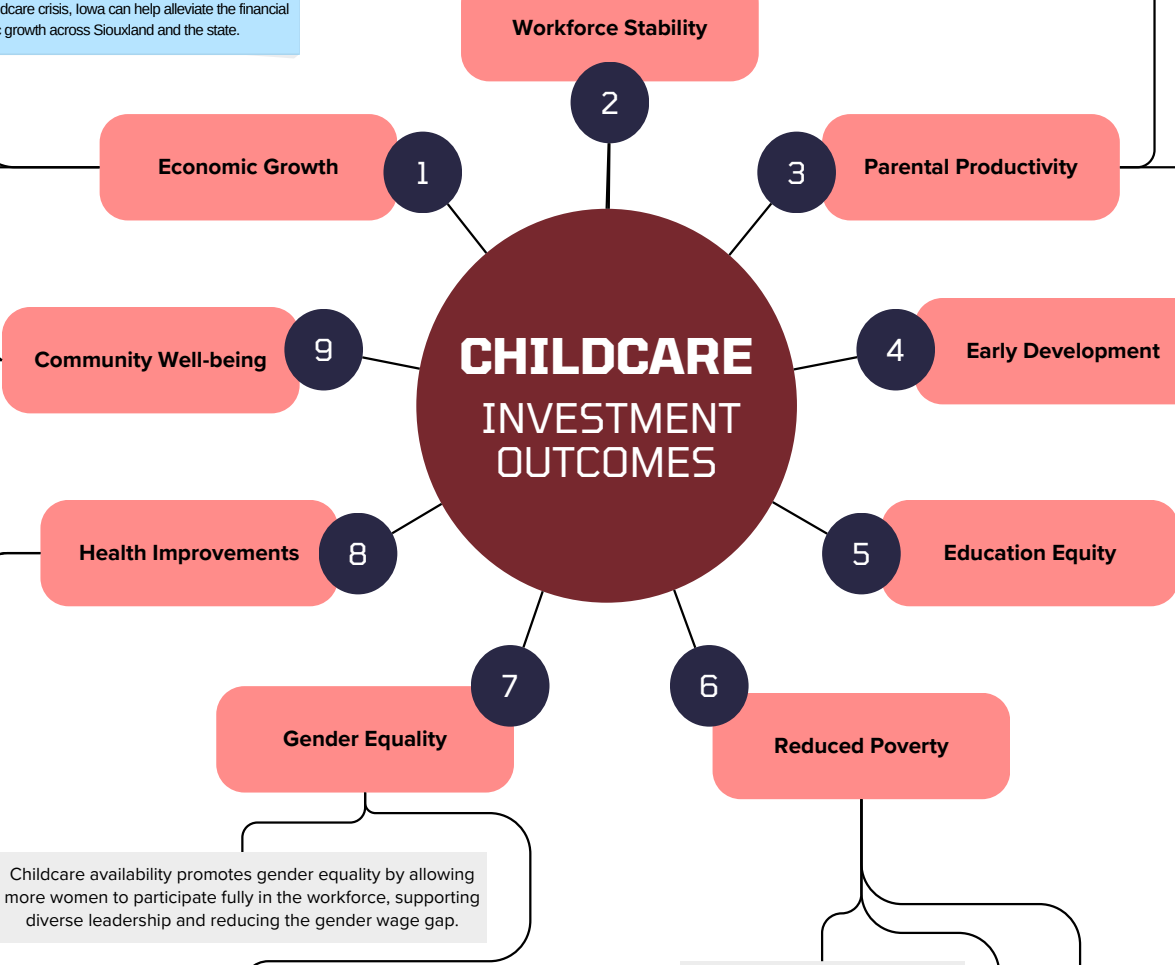 dcare crisis, Iowa can help alleviate the financial
growth across Siouxland and the state.
Workforce Stability
2
Economic Growth
1
3
Parental Productivity
CHILDCARE
INVESTMENT
OUTCOMES
Community Well-being
9
4
Early Development
Health Improvements
8
5
Education Equity
7
6
Gender Equality
Reduced Poverty
Childcare availability promotes gender equality by allowing
more women to participate fully in the workforce, supporting
diverse leadership and reducing the gender wage gap.